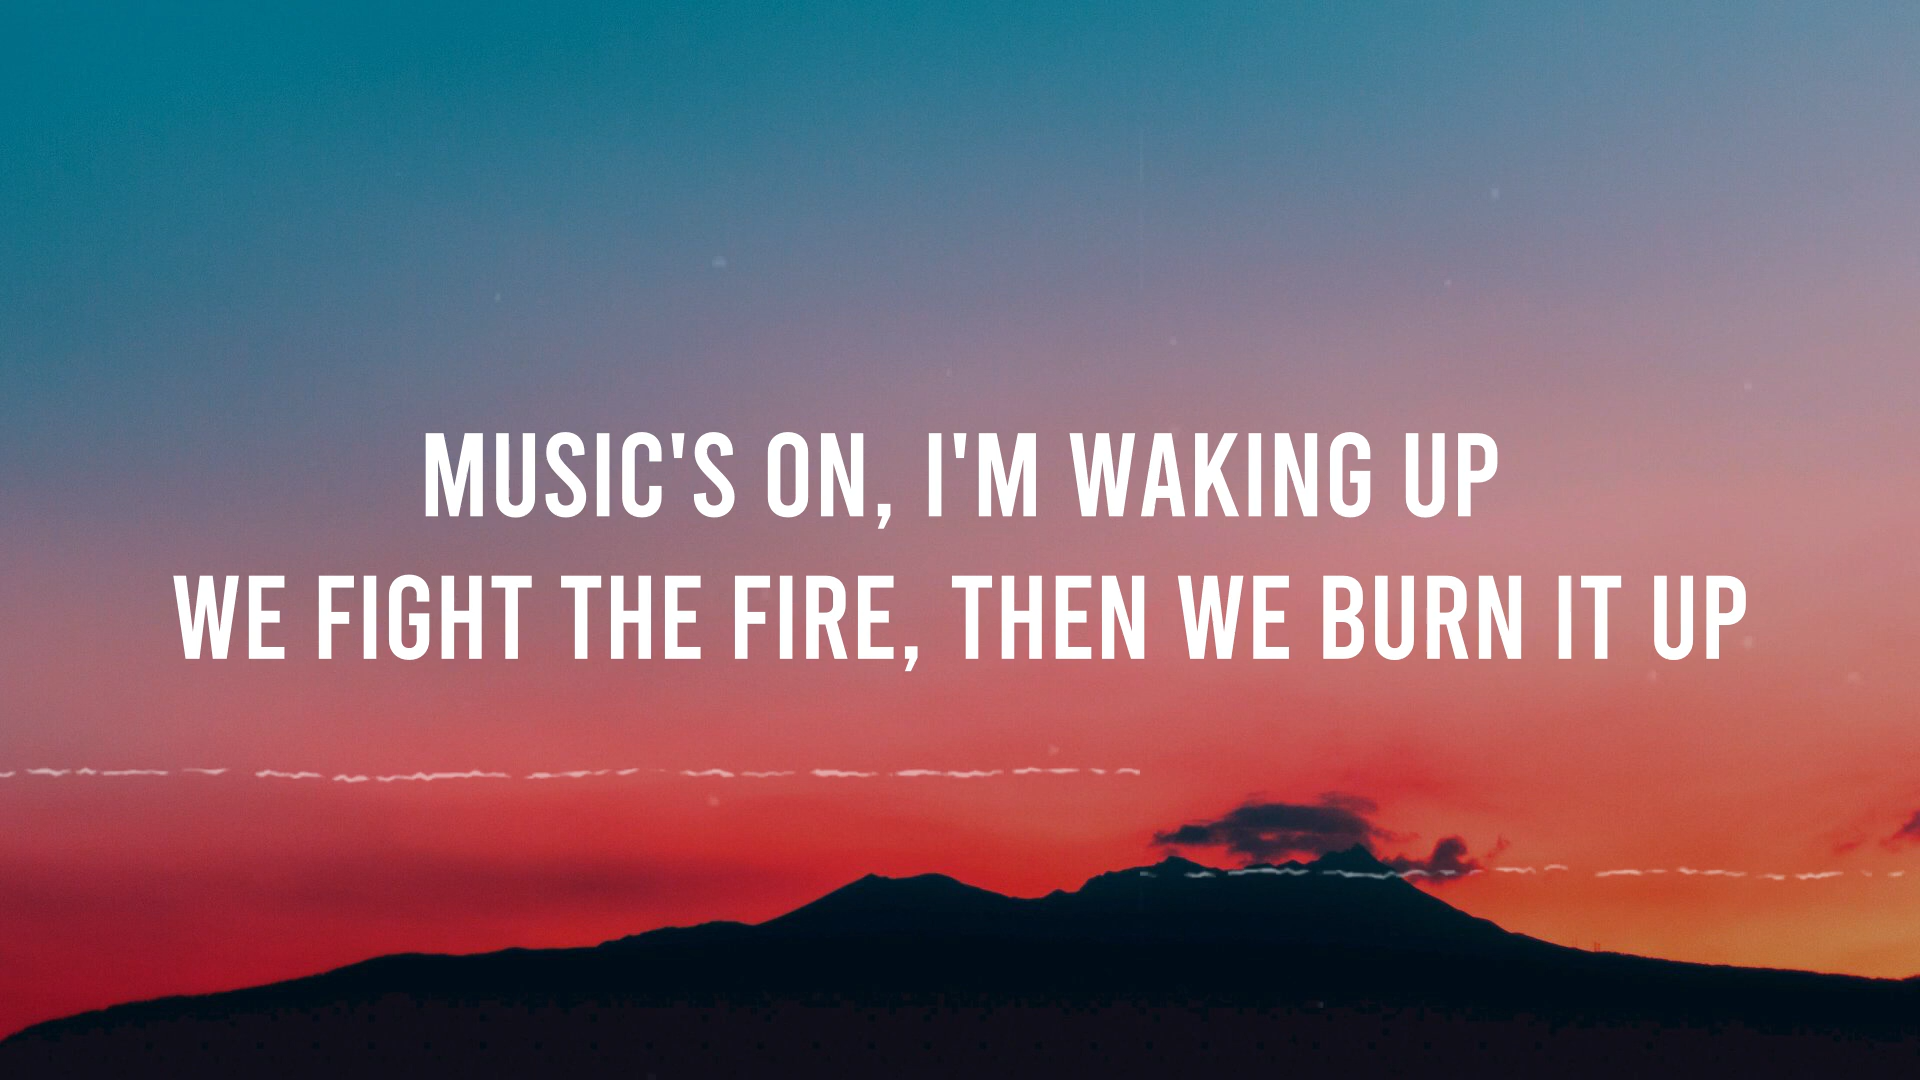 MUSIC'S ON, I'M WAKING UP
WE FIGHT THE FIRE, THEN WE BURN IT UP